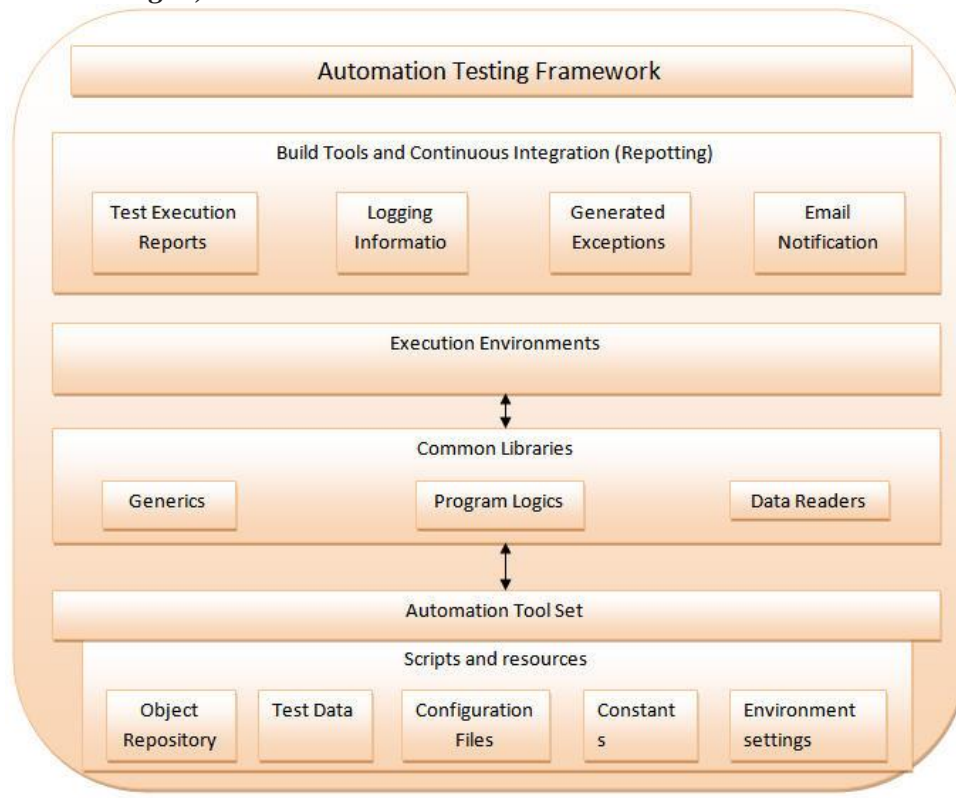 Automation Testing Framework
Build Tools and Continuous Integration (Repotting)
Test Execution
Reports
Logging
Informatio
Generated
Exceptions
Email
Notification
Execution Environments
Common Libraries
Generics
Program Logics
Data Readers
Automation Tool Set
Scripts and resources
Object
Repository
Test Data
Configuration
Files
Constant
s
Environment
settings